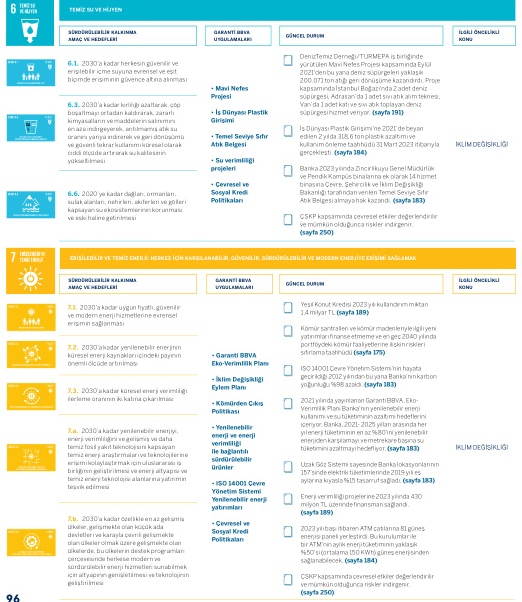 6 TEMİZ SU
VE HİJYEN
TEMİZ SU VE HİJYEN
SÜRDÜRÜLEBİLİR KALKINMA
AMAÇ VE HEDEFLERİ
GARANTİ BBVA
UYGULAMALARI
GÜNCEL DURUM
İLGİLİ ÖNCELİKLİ
KONU
6.1. 2030'a kadar herkesin güvenilir ve
erişilebilir içme suyuna evrensel ve eşit
biçimde erişiminin güvence altına alınması
6.3. 2030'a kadar kirliliği azaltarak, çöp
boşaltmayı ortadan kaldırarak, zararlı
kimyasalların ve maddelerin salınımını
en aza indirgeyerek, arıtılmamış atık su
oranını yarıya indirerek ve geri dönüşümü
ve güvenli tekrar kullanımı küresel olarak
ciddi ölçüde artırarak su kalitesinin
yükseltilmesi
6.6. 2020'ye kadar dağları, ormanları,
sulak alanları, nehirleri, akiferleri ve gölleri
kapsayan su ekosistemlerinin korunması
ve eski haline getirilmesi
• Mavi Nefes
Projesi
• İş Dünyası Plastik
Girişimi
• Temel Seviye Sıfır
Atık Belgesi
• Su verimliliği
projeleri
• Çevresel ve
Sosyal Kredi
Politikaları
DenizTemiz Derneği /TURMEPA iş birliğinde
yürütülen Mavi Nefes Projesi kapsamında Eylül
2021'den bu yana deniz süpürgeleri yaklaşık
200.071 ton atığı geri dönüşüme kazandırdı. Proje
kapsamında İstanbul Boğazı'nda 2 adet deniz
süpürgesi, Adrasan'da 1 adet sıvı atık alım teknesi,
Van'da 1 adet katı ve sıvı atık toplayan deniz
süpürgesi hizmet veriyor. (sayfa 191)
İş Dünyası Plastik Girişimi'ne 2021'de beyan
edilen 2 yılda 318,6 ton plastik azaltım ve
kullanım önleme taahhüdü 31 Mart 2023 itibarıyla
gerçekleşti. (sayfa 184)
Banka 2023 yılında Zincirlikuyu Genel Müdürlük
ve Pendik Kampüs binalarına ek olarak 14 hizmet
binasına Çevre, Şehircilik ve İklim Değişikliği
Bakanlığı tarafından verilen Temel Seviye Sıfır
Atık Belgesi almaya hak kazandı. (sayfa 183)
ÇSKP kapsamında çevresel etkiler değerlendirilir
ve mümkün olduğunca riskler indirgenir.
(sayfa 250)
İKLİM DEĞİŞİKLİĞİ
7 ERİŞİLEBİLİR VE
TEMİZ ENERJİ
ERİŞİLEBİLİR VE TEMİZ ENERJİ: HERKES İÇİN KARŞILANABİLİR, GÜVENİLİR, SÜRDÜRÜLEBİLİR VE MODERN ENERJİYE ERİŞİMİ SAĞLAMAK
SÜRDÜRÜLEBİLİR KALKINMA
AMAÇ VE HEDEFLERİ
GARANTİ BBVA
UYGULAMALARI
GÜNCEL DURUM
İLGİLİ ÖNCELİKLİ
KONU
7.1. 2030'a kadar uygun fiyatlı, güvenilir
ve modern enerji hizmetlerine evrensel
erişimin sağlanması
7.2. 2030'a kadar yenilenebilir enerjinin
küresel enerji kaynakları içindeki payının
önemli ölçüde artırılması
7.3. 2030'a kadar küresel enerji verimliliği
ilerleme oranının iki katına çıkarılması
7.a. 2030'a kadar yenilenebilir enerjiyi,
enerji verimliliğini ve gelişmiş ve daha
temiz fosil yakıt teknolojisini kapsayan
temiz enerji araştırmaları ve teknolojilerine
erişimi kolaylaştırmak için uluslararası iş
birliğinin geliştirilmesi ve enerji altyapısı ve
temiz enerji teknolojisi alanlarına yatırımın
teşvik edilmesi
7.b. 2030'a kadar özellikle en az gelişmiş
ülkeler, gelişmekte olan küçük ada
devletleri ve karayla çevrili gelişmekte
olan ülkeler olmak üzere gelişmekte olan
ülkelerde, bu ülkelerin destek programları
çerçevesinde herkese modern ve
sürdürülebilir enerji hizmetleri sunabilmek
için altyapının genişletilmesi ve teknolojinin
geliştirilmesi
• Garanti BBVA
Eko-Verimlilik Planı
• İklim Değişikliği
Eylem Planı
• Kömürden Çıkış
Politikası
• Yenilenebilir
enerji ve enerji
verimliliği
ile bağlantılı
sürdürülebilir
ürünler
• ISO 14001 Çevre
Yönetim Sistemi
Yenilenebilir enerji
yatırımları
• Çevresel ve
Sosyal Kredi
Politikaları
Yeşil Konut Kredisi 2023 yılı kullandırım miktarı
1,4 milyar TL (sayfa 189)
Kömür santralleri ve kömür madenleriyle ilgili yeni
yatırımları finanse etmeme ve en geç 2040 yılında
portföydeki kömür faaliyetlerine ilişkin riskleri
sıfırlama taahhüdü (sayfa 175)
ISO 14001 Çevre Yönetim Sistemi'nin hayata
geçirildiği 2012 yılından bu yana Banka'nın karbon
yoğunluğu %98 azaldı. (sayfa 183)
2021 yılında yayınlanan Garanti BBVA, Eko-
Verimlilik Planı Banka'nın yenilenebilir enerji
kullanımı ve su tüketiminin azaltımı hedeflerini
içeriyor. Banka, 2021- 2025 yılları arasında her
yıl enerji tüketiminin en az %80'ini yenilenebilir
enerjiden karşılamayı ve metrekare başına su
tüketimini azaltmayı hedefliyor. (sayfa 183)
Uzak Göz Sistemi sayesinde Banka lokasyonlarının
157'sinde elektrik tüketimlerinde 2019 yılı eş
aylarına kıyasla %15 tasarruf sağladı. (sayfa 183)
Enerji verimliliği projelerine 2023 yılında 430
milyon TL üzerinde finansman sağlandı.
(sayfa 189)
2023 yılı başı itibaren ATM çatılarına 81 güneş
enerjisi paneli yerleştirdi. Bu kurulumlar ile
bir ATM'nin aylık enerji tüketiminin yaklaşık
%50'si (ortalama 150 KWh) güneş enerjisinden
sağlanabilecek. (sayfa 184)
ÇSKP kapsamında çevresel etkiler değerlendirilir
ve mümkün olduğunca riskler indirgenir.
(sayfa 250)
İKLİM DEĞİŞİKLİĞİ
96